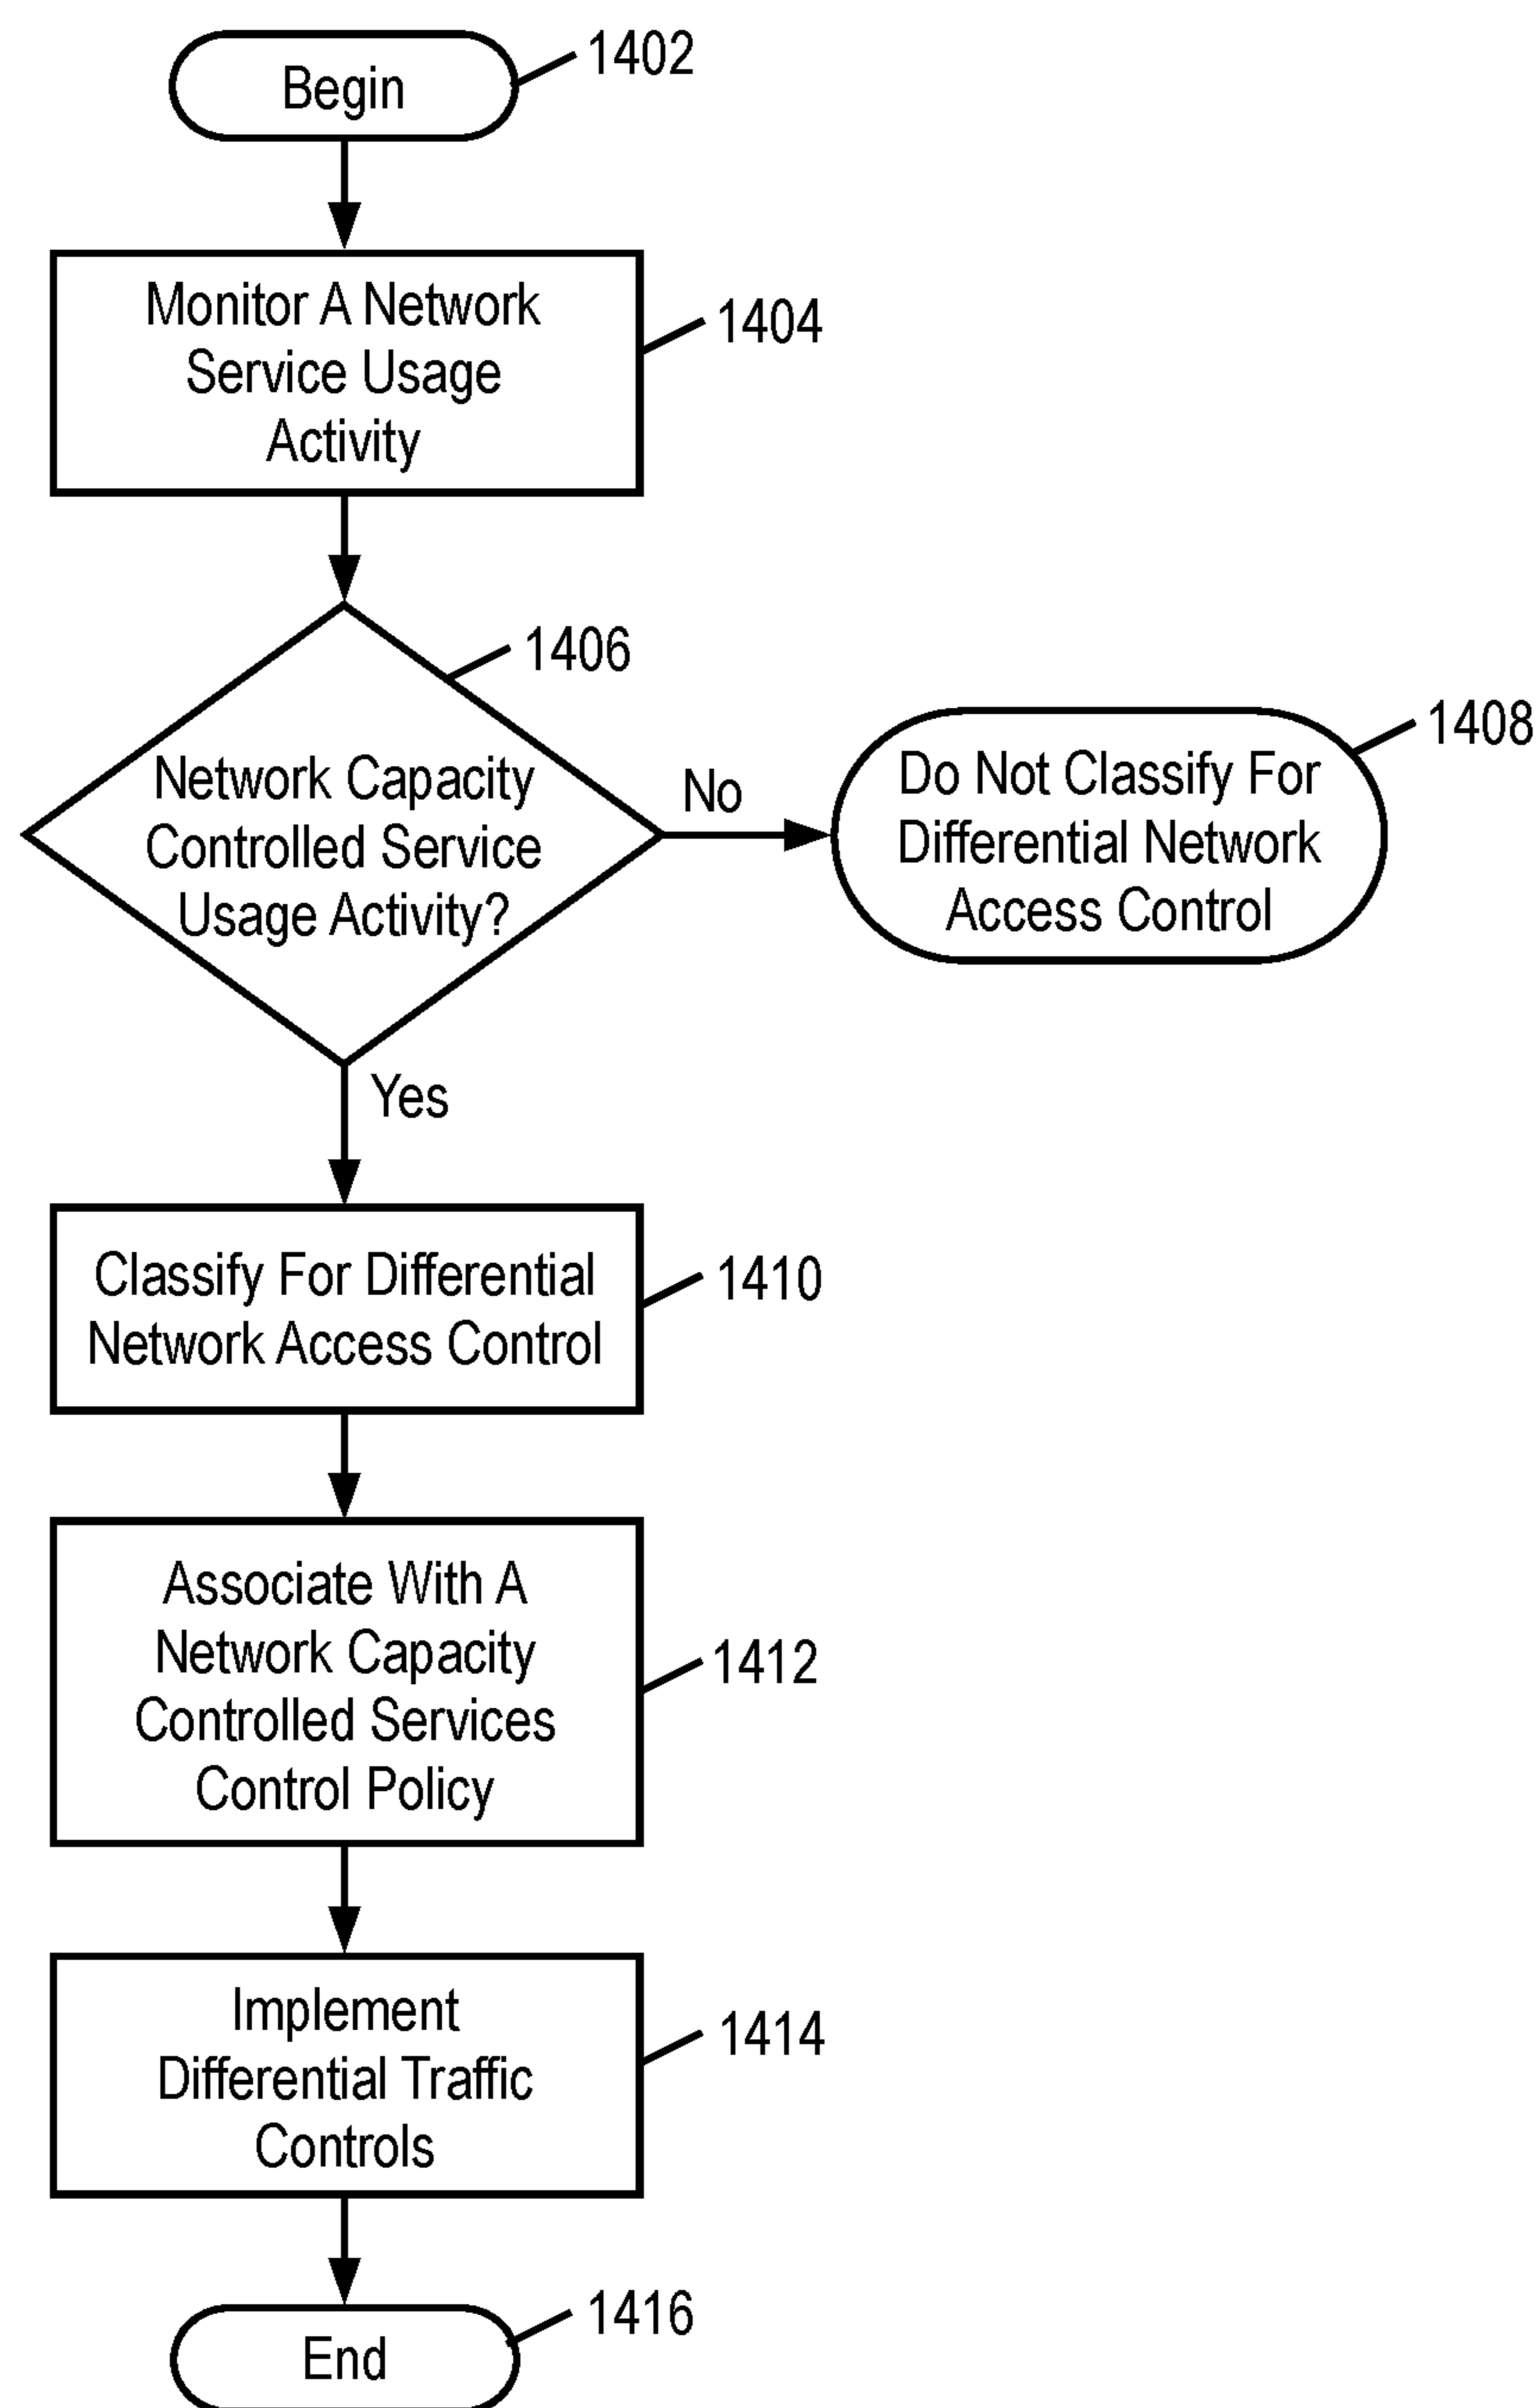 Begin
1402
Monitor A Network
Service Usage
Activity
1404
1406
Network Capacity
Controlled Service
Usage Activity?
No
Do Not Classify For
Differential Network
Access Control
1408
Yes
Classify For Differential
Network Access Control
1410
Associate With A
Network Capacity
Controlled Services
Control Policy
1412
Implement
Differential Traffic
Controls
1414
End
1416